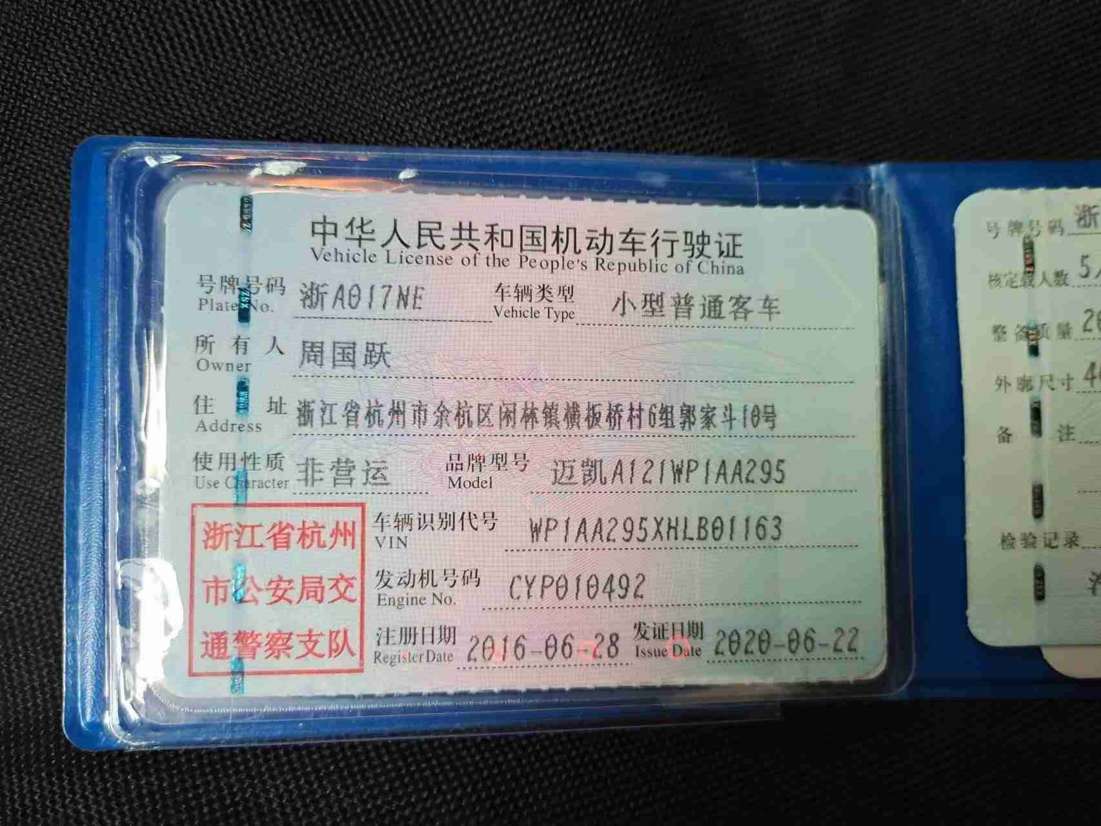 中华人民共和国机动车行驶证
Vehicle License of the People's Republic of China
号牌号码 Plate No. 浙A017NE 车辆类型 Vehicle Type 小型普通客车
所有人 Owner 周国跃
住址 Address 浙江省杭州市余杭区闲林镇横板桥村6组郭家斗10号
使用性质 Use Character 非营运 品牌型号 Model 迈凯A121WP1AA295
浙江省杭州
市公安局交
通警察支队
车辆识别代号 VIN WP1AA295XHLB01163
发动机号码 Engine No. CYP010492
注册日期 Register Date 2016-06-28 发证日期 Issue Date 2020-06-22
号牌号码 浙
核定载人数 5
整备质量 20
外廓尺寸
备注
检验记录